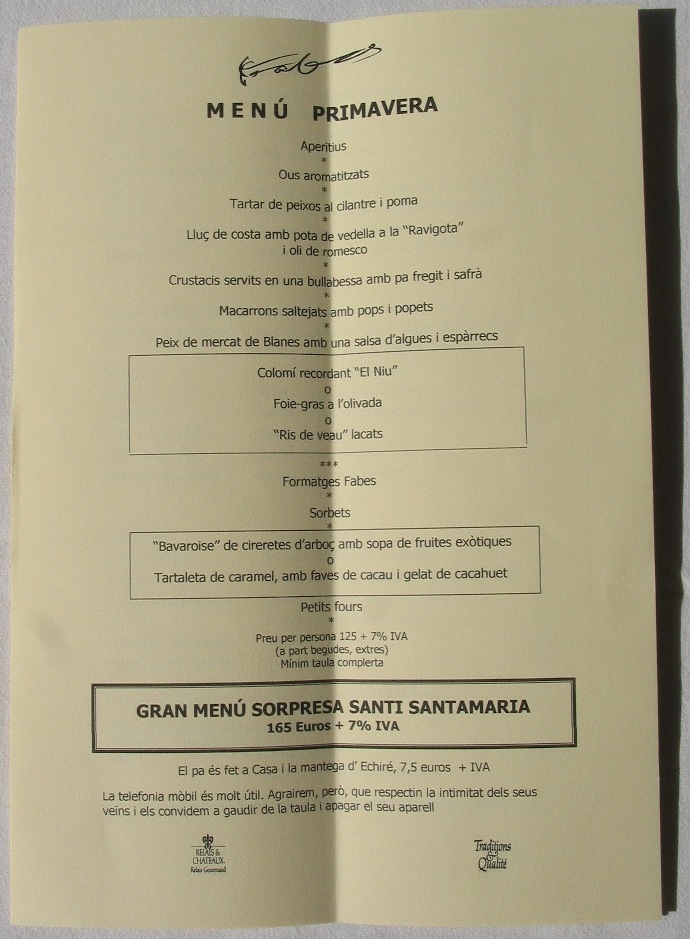 MENÚ PRIMAVERA
Aperitius
*
Ous aromatitzats
*
Tartar de peixos al cilantre i poma
*
Lluç de costa amb pota de vedella a la "Ravigota"
i oli de romesco
*
Crustacis servits en una bullabessa amb pa fregit i safrà
*
Macarrons saltejats amb pops i popets
*
Peix de mercat de Blanes amb una salsa d'algues i espàrrecs
Colomí recordant "El Niu"
o
Foie-gras a l'olivada
o
"Ris de veau" lacats
***
Formatges Fabes
*
Sorbets
*
"Bavaroise" de cireretes d'arboç amb sopa de fruites exòtiques
o
Tartaleta de caramel, amb faves de cacau i gelat de cacahuet
Petits fours
*
Preu per persona 125 + 7% IVA
(a part begudes, extres)
Mínim taula complerta
GRAN MENÚ SORPRESA SANTI SANTAMARIA
165 Euros + 7% IVA
El pa és fet a Casa i la mantega d' Echiré, 7,5 euros + IVA
La telefonia mòbil és molt útil. Agrairem, però, que respectin la intimitat dels seus
veïns i els convidem a gaudir de la taula i apagar el seu aparell
RELAIS &
CHATEAUX.
Relais Gourmand
Traditions
&
Qualité